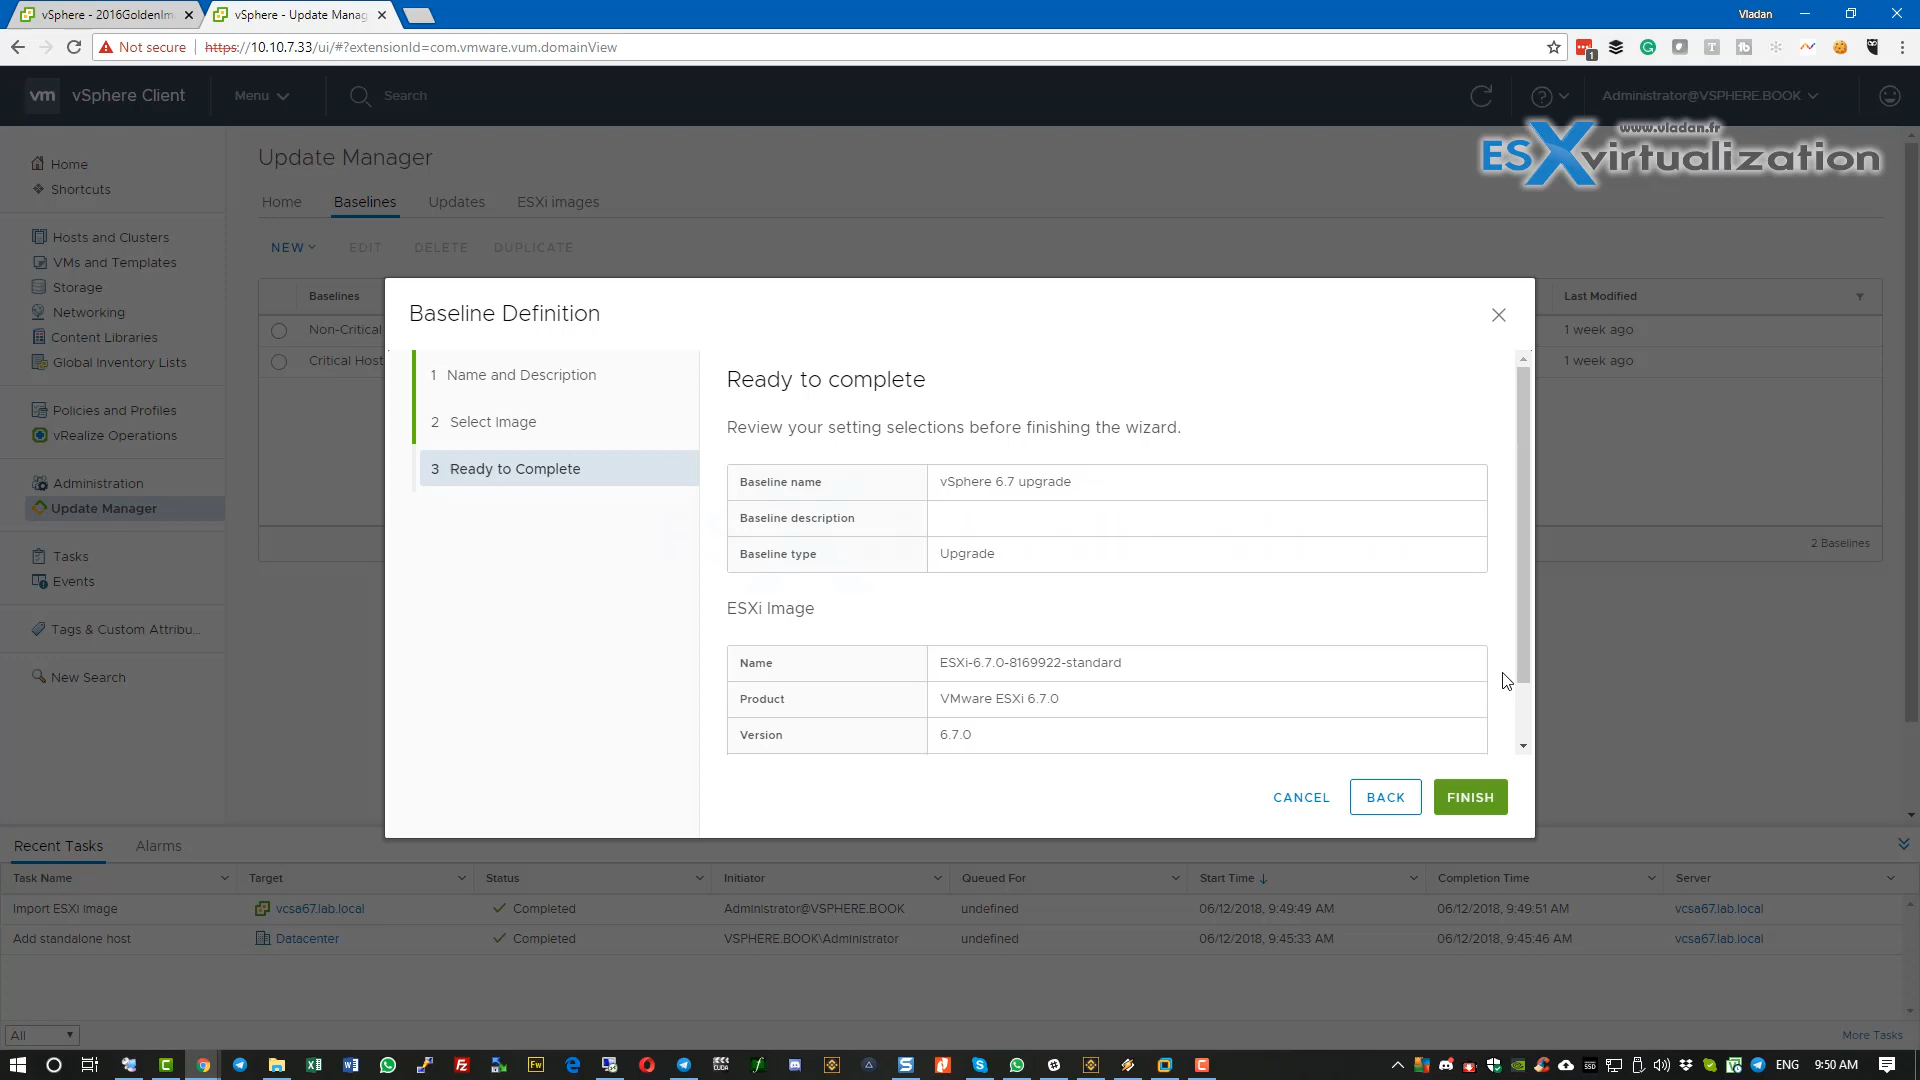 vSphere - 2016GoldenIm
vSphere - Update Manag
Vladan
Not secure
https://10.10.7.33/ui/#?extensionId=com.vmware.vum.domainView
1
vm vSphere Client
Menu
Search
Administrator@VSPHERE.BOOK
www.vladan.fr
ESXvirtualization
Home
Shortcuts
Hosts and Clusters
VMs and Templates
Storage
Networking
Content Libraries
Global Inventory Lists
Policies and Profiles
vRealize Operations
Administration
Update Manager
Tasks
Events
Tags & Custom Attribu...
New Search
Update Manager
Home Baselines Updates ESXi images
NEW EDIT DELETE DUPLICATE
Baselines
Last Modified
Non-Critical
1 week ago
Critical Host
1 week ago
2 Baselines
Baseline Definition
1 Name and Description
2 Select Image
3 Ready to Complete
Ready to complete
Review your setting selections before finishing the wizard.
Baseline name vSphere 6.7 upgrade
Baseline description
Baseline type Upgrade
ESXi Image
Name ESXi-6.7.0-8169922-standard
Product VMware ESXi 6.7.0
Version 6.7.0
CANCEL BACK FINISH
Recent Tasks Alarms
Task Name Target Status Initiator Queued For Start Time Completion Time Server
Import ESXi image vcsa67.lab.local Completed Administrator@VSPHERE.BOOK undefined 06/12/2018, 9:49:49 AM 06/12/2018, 9:49:51 AM vcsa67.lab.local
Add standalone host Datacenter Completed VSPHERE.BOOK\Administrator undefined 06/12/2018, 9:45:33 AM 06/12/2018, 9:45:46 AM vcsa67.lab.local
All
More Tasks
ENG 9:50 AM